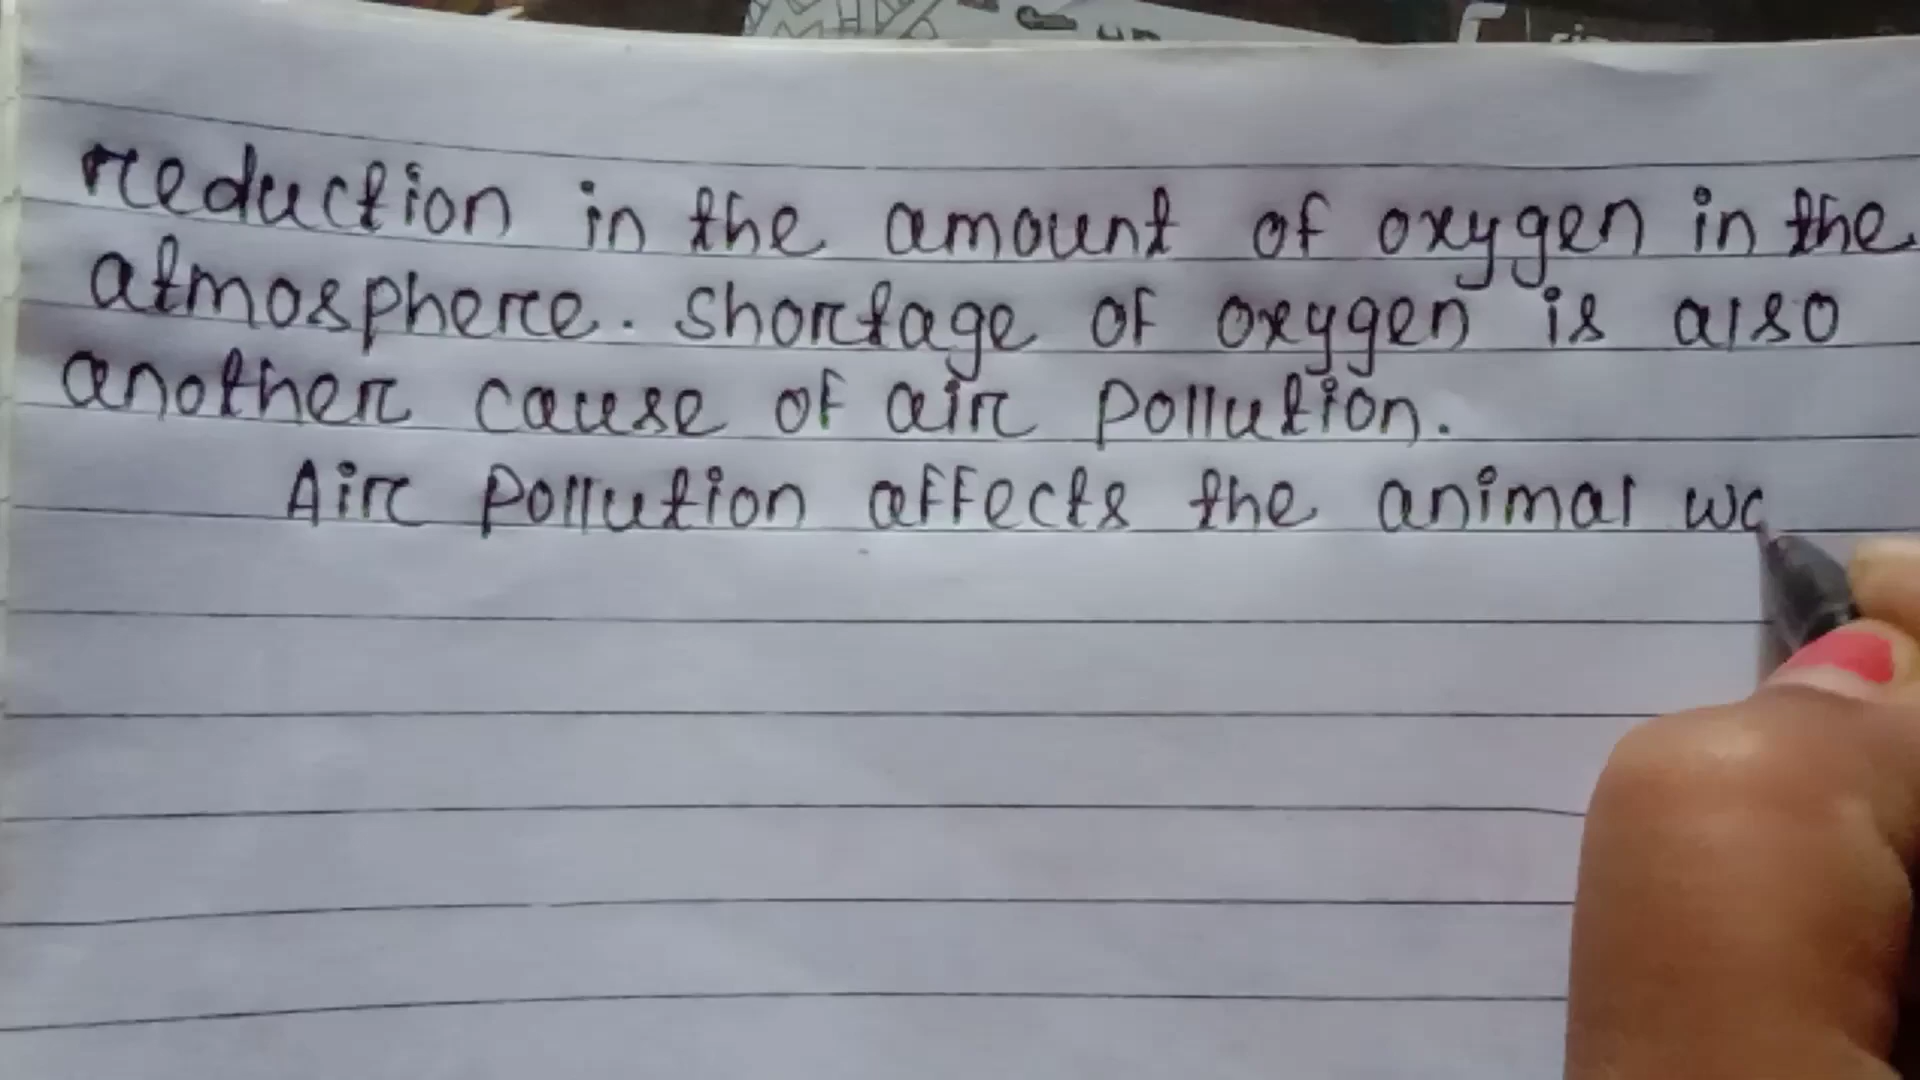 reduction in the amount of oxygen in the
atmosphere. Shortage of oxygen is also
another cause of air pollution.
Air pollution affects the animal wo